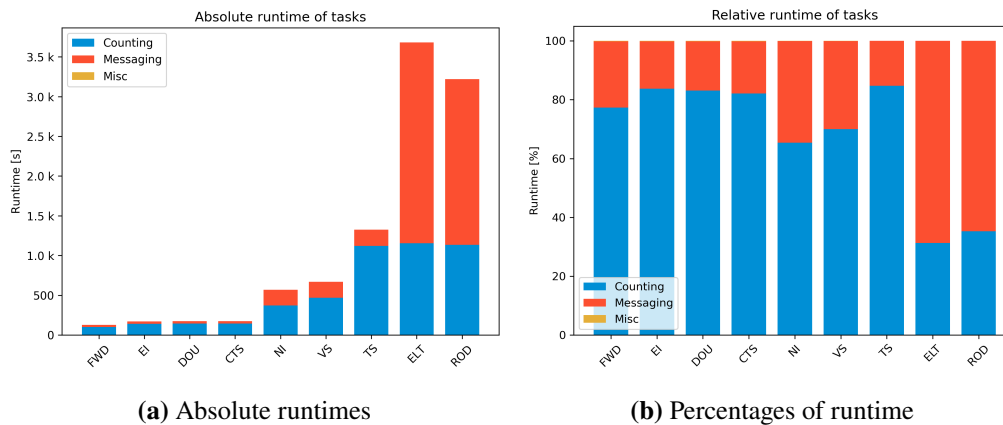 Absolute runtime of tasks
Counting
Messaging
Misc
Runtime [s]
3.5 k
3.0 k
2.5 k
2.0 k
1.5 k
1.0 k
500
0
FWD
EI
DOU
CTS
NI
VS
TS
ELT
ROD
(a) Absolute runtimes
Relative runtime of tasks
Runtime [%]
100
80
60
40
20
0
Counting
Messaging
Misc
FWD
EI
DOU
CTS
NI
VS
TS
ELT
ROD
(b) Percentages of runtime